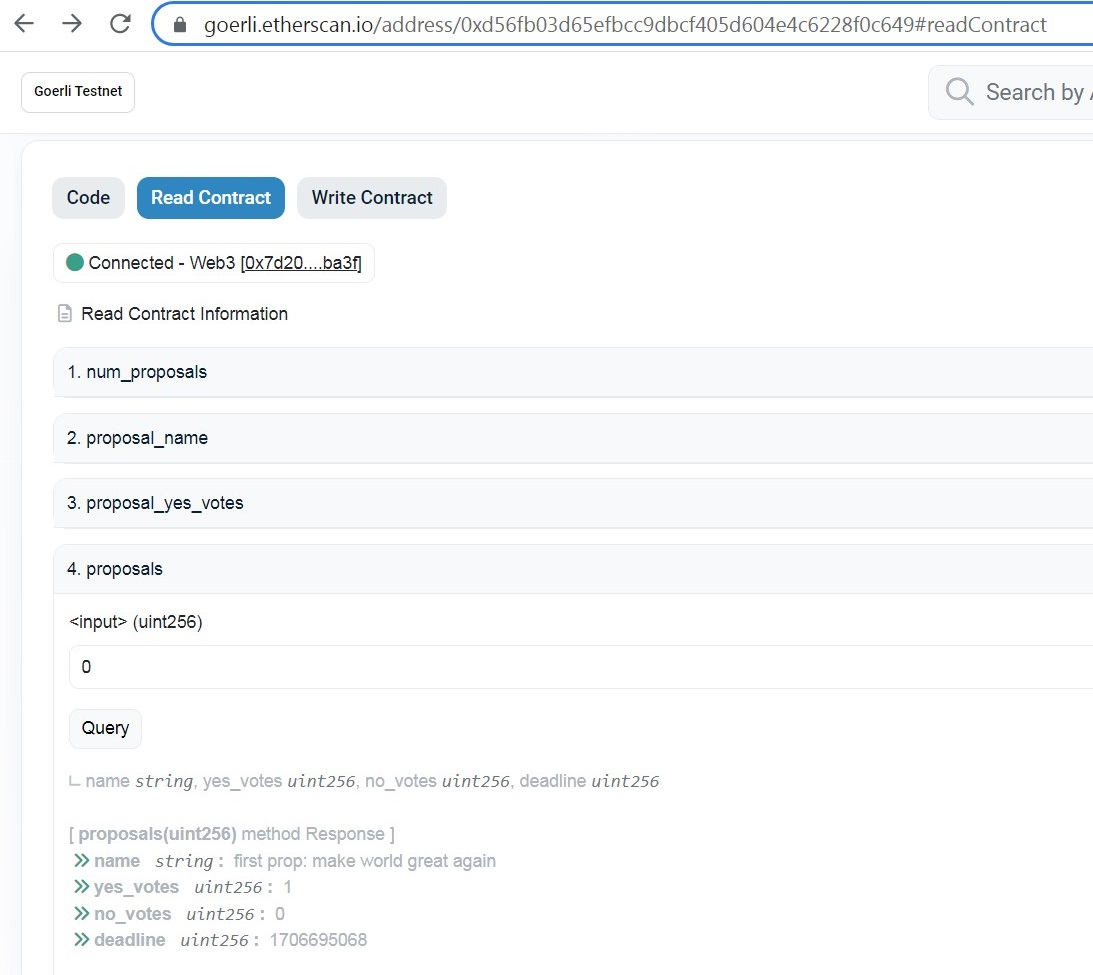 goerli.etherscan.io/address/0xd56fb03d65efbcc9dbcf405d604e4c6228f0c649#readContract
Goerli Testnet
Search by
Code Read Contract Write Contract
Connected - Web3 [0x7d20....ba3f]
Read Contract Information
1. num_proposals
2. proposal_name
3. proposal_yes_votes
4. proposals
<input> (uint256)
0
Query
name string, yes_votes uint256, no_votes uint256, deadline uint256
[ proposals(uint256) method Response ]
name string : first prop: make world great again
yes_votes uint256 : 1
no_votes uint256 : 0
deadline uint256 : 1706695068